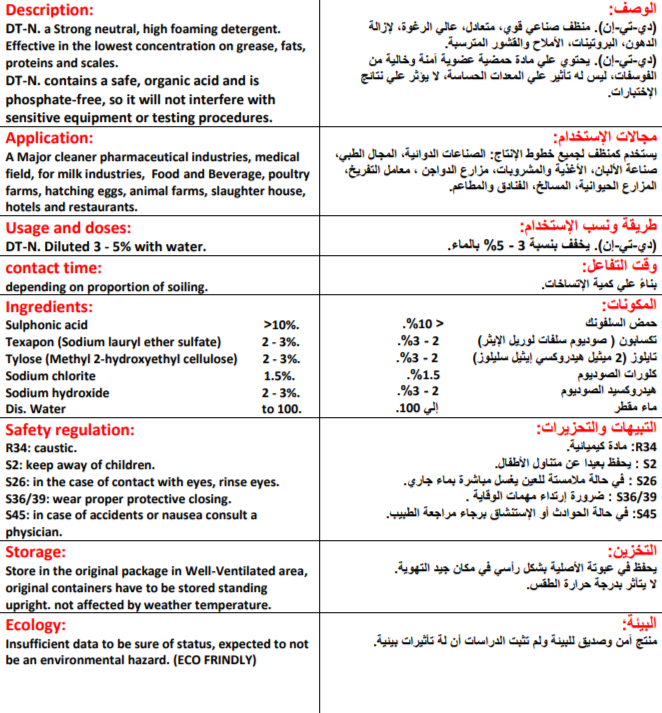 Description:
DT-N. a Strong neutral, high foaming detergent.
Effective in the lowest concentration on grease, fats,
proteins and scales.
DT-N. contains a safe, organic acid and is
phosphate-free, so it will not interfere with
sensitive equipment or testing procedures.
الوصف:
(دي-تي-إن). منظف صناعي قوي، متعادل، عالي الرغوة، لإزالة
الدهون، البروتينات، الأملاح والقشور المترسبة.
(دي-تي-إن). يحتوي علي مادة حمضية عضوية أمنة وخالية من
الفوسفات، ليس له تأثير علي المعدات الحساسة، لا يؤثر علي نتائج
الإختبارات.
Application:
A Major cleaner pharmaceutical industries, medical
field, for milk industries,  Food and Beverage, poultry
farms, hatching eggs, animal farms, slaughter house,
hotels and restaurants.
مجالات الإستخدام:
يستخدم كمنظف لجميع خطوط الإنتاج: الصناعات الدوائية، المجال الطبي،
صناعة الألبان، الأغذية والمشروبات، مزارع الدواجن ، معامل التفريخ،
المزارع الحيوانية، المسالخ، الفنادق والمطاعم.
Usage and doses:
DT-N. Diluted 3 - 5% with water.
طريقة ونسب الإستخدام:
(دي-تي-إن). يخفف بنسبة 3 - 5% بالماء.
contact time:
depending on proportion of soiling.
وقت التفاعل:
بناءً علي كمية الإتساخات.
Ingredients:
Sulphonic acid >10%.
Texapon (Sodium lauryl ether sulfate) 2 - 3%.
Tylose (Methyl 2-hydroxyethyl cellulose) 2 - 3%.
Sodium chlorite 1.5%.
Sodium hydroxide 2 - 3%.
Dis. Water to 100.
المكونات:
حمض السلفونك < 10%.
تكسابون ( صوديوم سلفات لوريل الإيثر) 2 - 3%.
تايلوز (2 ميثيل هيدروكسي إيثيل سليلوز) 2 - 3%.
كلورات الصوديوم 1.5%.
هيدروكسيد الصوديوم 2 - 3%.
ماء مقطر إلي 100.
Safety regulation:
R34: caustic.
S2: keep away of children.
S26: in the case of contact with eyes, rinse eyes.
S36/39: wear proper protective closing.
S45: in case of accidents or nausea consult a
physician.
التبيهات والتحزيرات:
R34: مادة كيميائية.
S2 : يحفظ بعيدا عن متناول الأطفال.
S26 : في حالة ملامستة للعين يغسل مباشرة بماء جاري.
S36/39 : ضرورة إرتداء مهمات الوقاية .
S45: في حالة الحوادث أو الإستنشاق برجاء مراجعة الطبيب.
Storage:
Store in the original package in Well-Ventilated area,
original containers have to be stored standing
upright. not affected by weather temperature.
التخزين:
يحفظ في عبوتة الأصلية بشكل رأسي في مكان جيد التهوية.
لا يتأثر بدرجة حرارة الطقس.
Ecology:
Insufficient data to be sure of status, expected to not
be an environmental hazard. (ECO FRINDLY)
البيئة:
منتج أمن وصديق للبيئة ولم تثبت الدراسات أن لة تأثيرات بيئية.